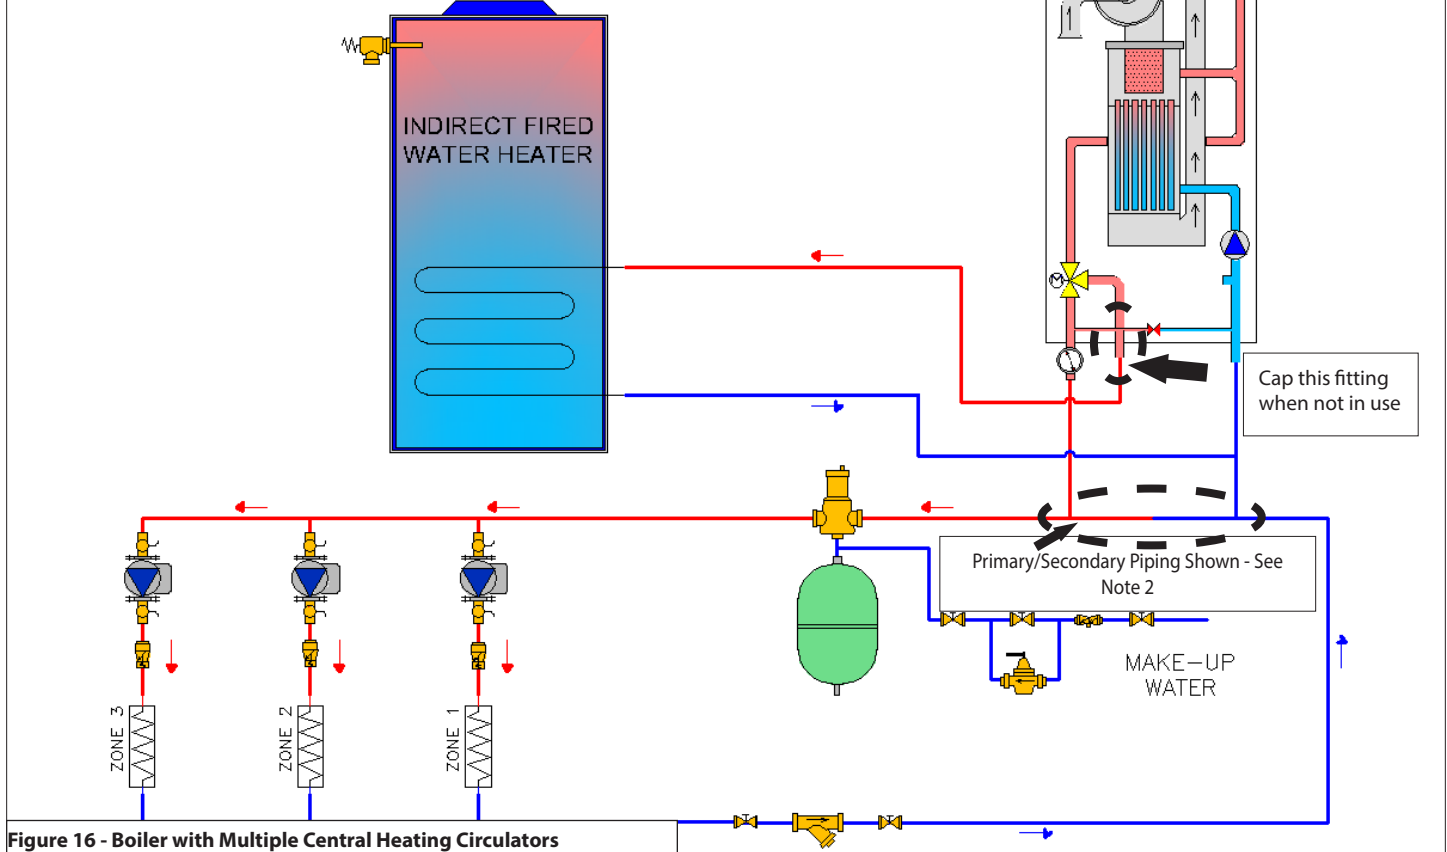 INDIRECT FIRED
WATER HEATER
M
Cap this fitting
when not in use
Primary/Secondary Piping Shown - See
Note 2
MAKE-UP
WATER
ZONE 3
ZONE 2
ZONE 1
Figure 16 - Boiler with Multiple Central Heating Circulators